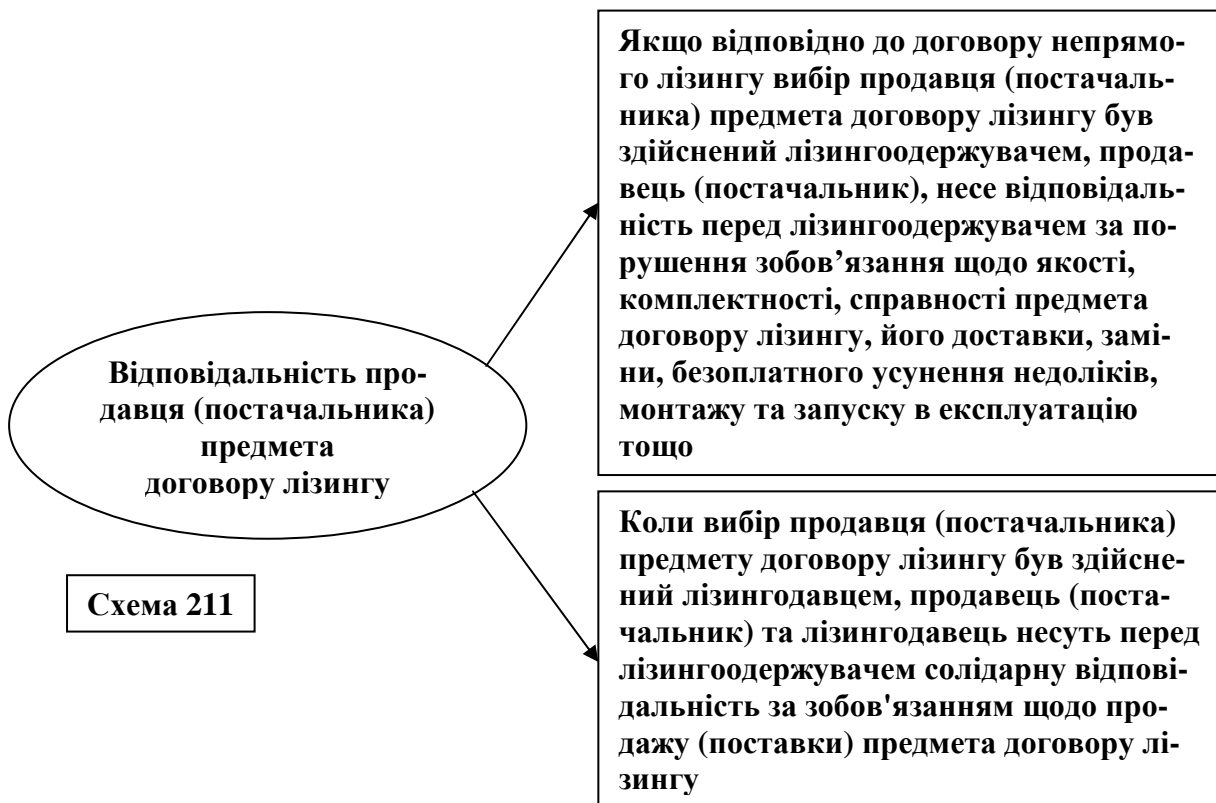 Якщо відповідно до договору непрямо-
го лізингу вибір продавця (постачаль-
ника) предмета договору лізингу був
здійснений лізингоодержувачем, прода-
вець (постачальник), несе відповідаль-
ність перед лізингоодержувачем за по-
рушення зобов’язання щодо якості,
комплектності, справності предмета
договору лізингу, його доставки, замі-
ни, безоплатного усунення недоліків,
монтажу та запуску в експлуатацію
тощо
Відповідальність про-
давця (постачальника)
предмета
договору лізингу
Коли вибір продавця (постачальника)
предмету договору лізингу був здійсне-
ний лізингодавцем, продавець (поста-
чальник) та лізингодавець несуть перед
лізингоодержувачем солідарну відпові-
дальність за зобов'язанням щодо про-
дажу (поставки) предмета договору лі-
зингу
Схема 211